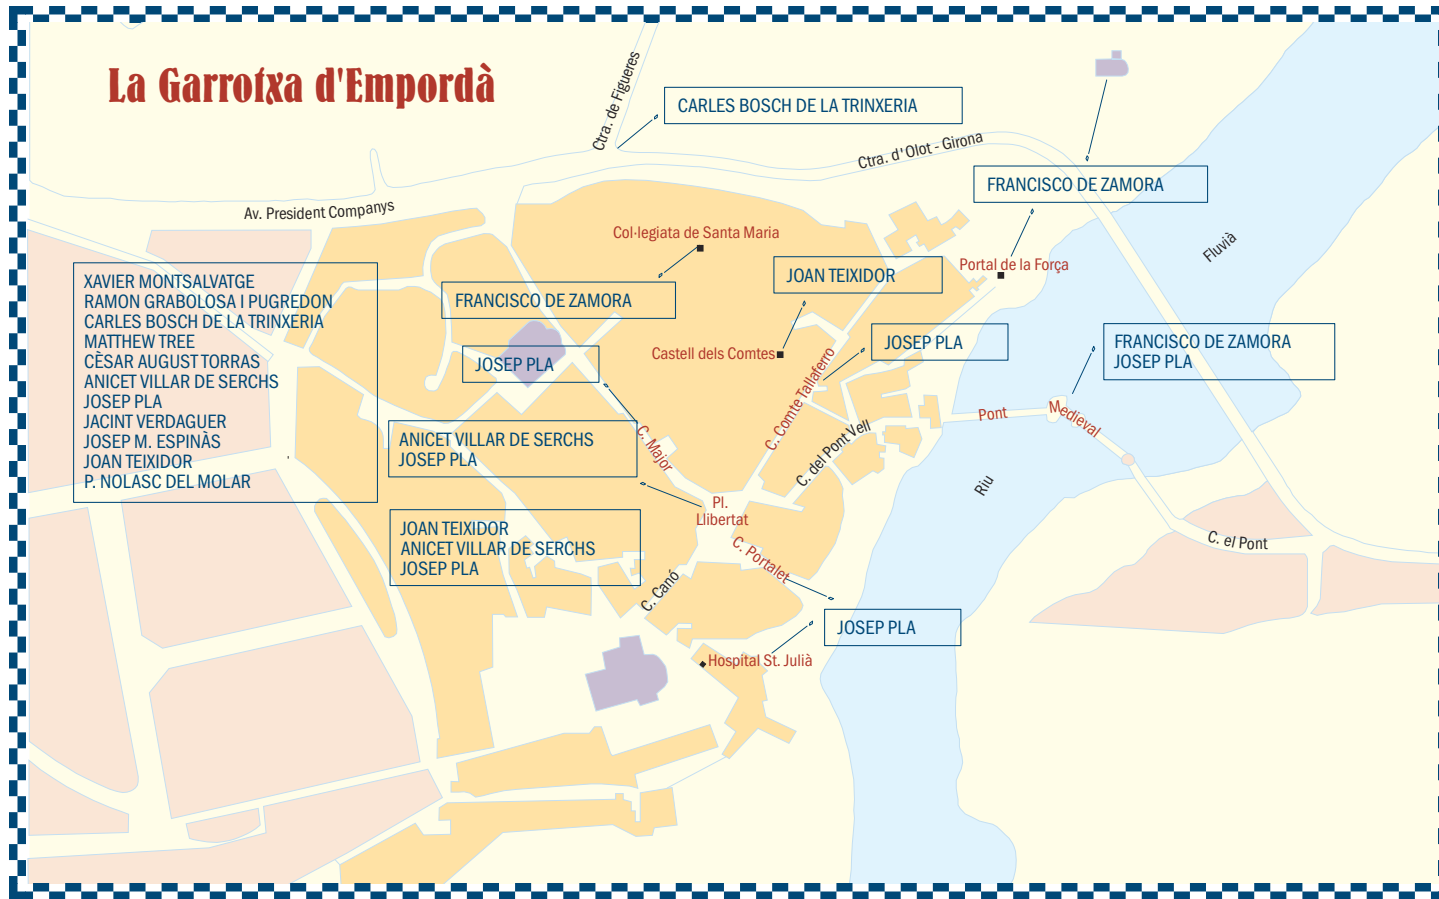 La Garrotxa d'Empordà
Ctra. de Figueres
CARLES BOSCH DE LA TRINXERIA
Ctra. d'Olot - Girona
FRANCISCO DE ZAMORA
Av. President Companys
Col·legiata de Santa Maria
Fluvià
Portal de la Força
JOAN TEIXIDOR
XAVIER MONTSALVATGE
RAMON GRABOLOSA I PUGREDON
CARLES BOSCH DE LA TRINXERIA
MATTHEW TREE
CÈSAR AUGUST TORRAS
ANICET VILLAR DE SERCHS
JOSEP PLA
JACINT VERDAGUER
JOSEP M. ESPINÀS
JOAN TEIXIDOR
P. NOLASC DEL MOLAR
FRANCISCO DE ZAMORA
Castell dels Comtes
JOSEP PLA
FRANCISCO DE ZAMORA
JOSEP PLA
JOSEP PLA
C. Comte Tallaferro
Pont Medieval
C. Major
C. del Pont Vell
ANICET VILLAR DE SERCHS
JOSEP PLA
Riu
Pl.
Llibertat
JOAN TEIXIDOR
ANICET VILLAR DE SERCHS
JOSEP PLA
C. Portalet
C. el Pont
C. Canó
JOSEP PLA
Hospital St. Julià